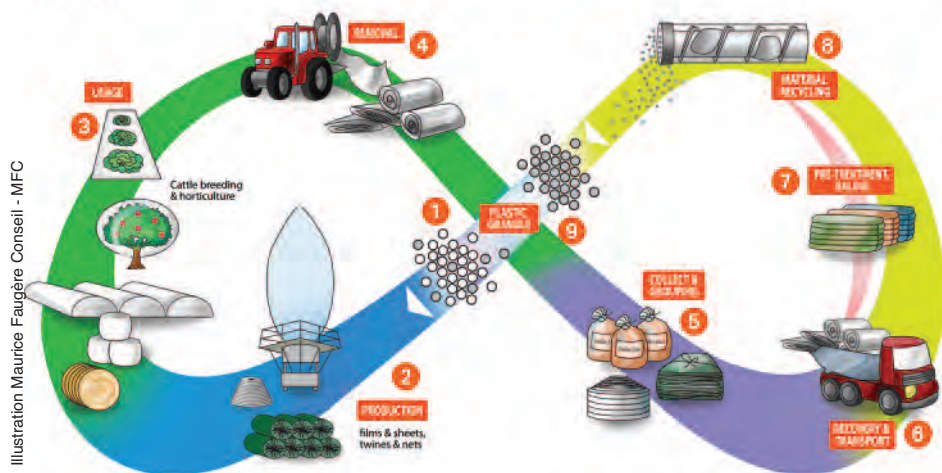 Illustration Maurice Faugère Conseil - MFC
1
PLASTIC
GRANULE
2
PRODUCTION
films & sheets,
twines & nets
3
USAGE
Cattle breeding
& horticulture
4
REMOVAL
5
COLLECT &
GROUPING
6
RECOVERY &
TRANSPORT
7
PRE-TREATMENT,
BALING
8
MATERIAL
RECYCLING
9